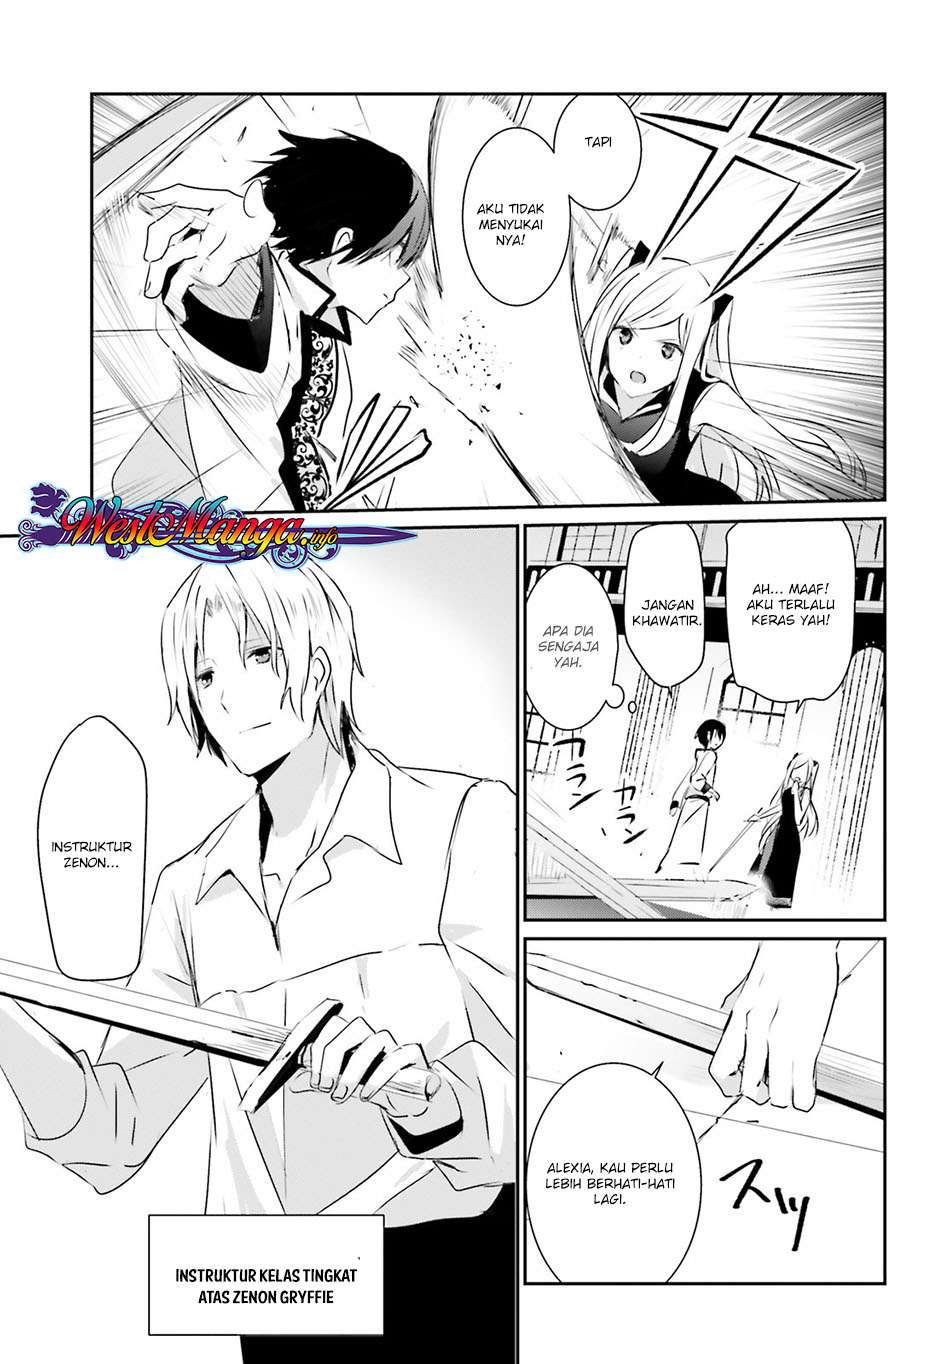 TAPI
AKU TIDAK
MENYUKAI
NYA!
AH... MAAF!
AKU TERLALU
KERAS YAH!
JANGAN
KHAWATIR.
APA DIA
SENGAJA
YAH.
カラン
カラン
ALEXIA, KAU PERLU
LEBIH BERHATI-HATI
LAGI.
スッ
WestManga.info
INSTRUKTUR
ZENON...
INSTRUKTUR KELAS TINGKAT
ATAS ZENON GRYFFIE